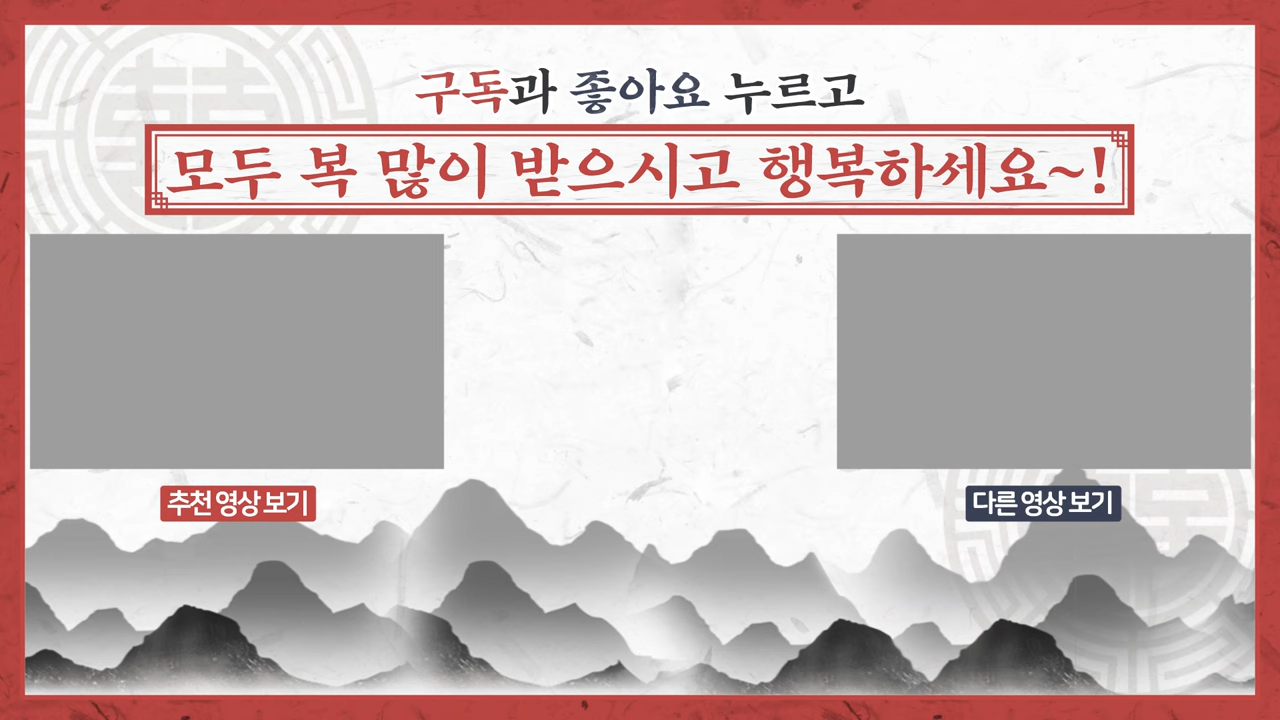 구독과 좋아요 누르고
모두 복 많이 받으시고 행복하세요~!
추천 영상 보기
다른 영상 보기